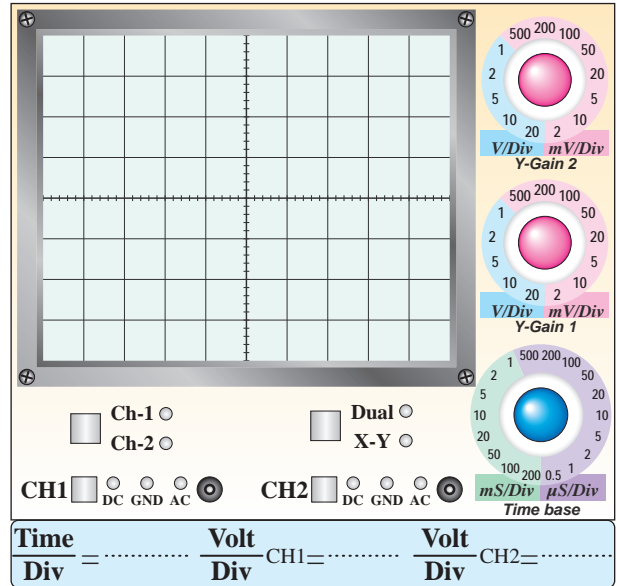 500 200 100
1 50
2 20
5 5
10 10
20 2
V/Div mV/Div
Y-Gain 2
500 200 100
1 50
2 20
5 5
10 10
20 2
V/Div mV/Div
Y-Gain 1
1 500 200 100
2 50
5 20
10 10
20 5
50 2
100 200 0.5 1
mS/Div µS/Div
Time base
Ch-1
Ch-2
Dual
X-Y
CH1 DC GND AC
CH2 DC GND AC
Time
Div = ..............
Volt
Div CH1=..........
Volt
Div CH2=..........